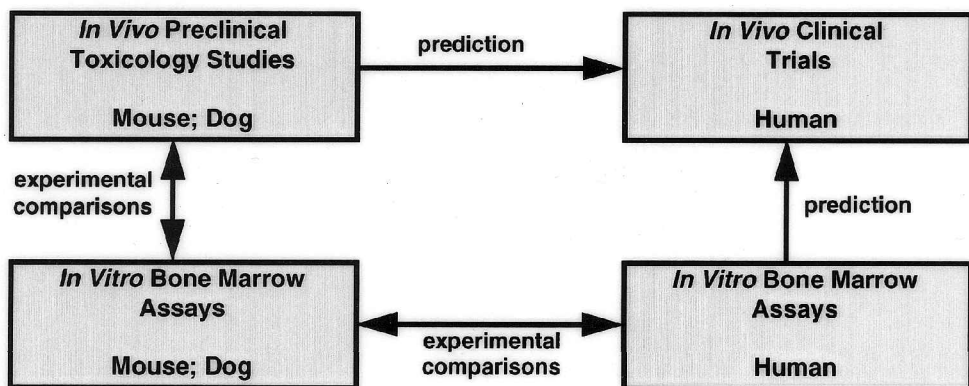 In Vivo Preclinical
Toxicology Studies
Mouse; Dog
prediction
In Vivo Clinical
Trials
Human
experimental
comparisons
prediction
In Vitro Bone Marrow
Assays
Mouse; Dog
experimental
comparisons
In Vitro Bone Marrow
Assays
Human